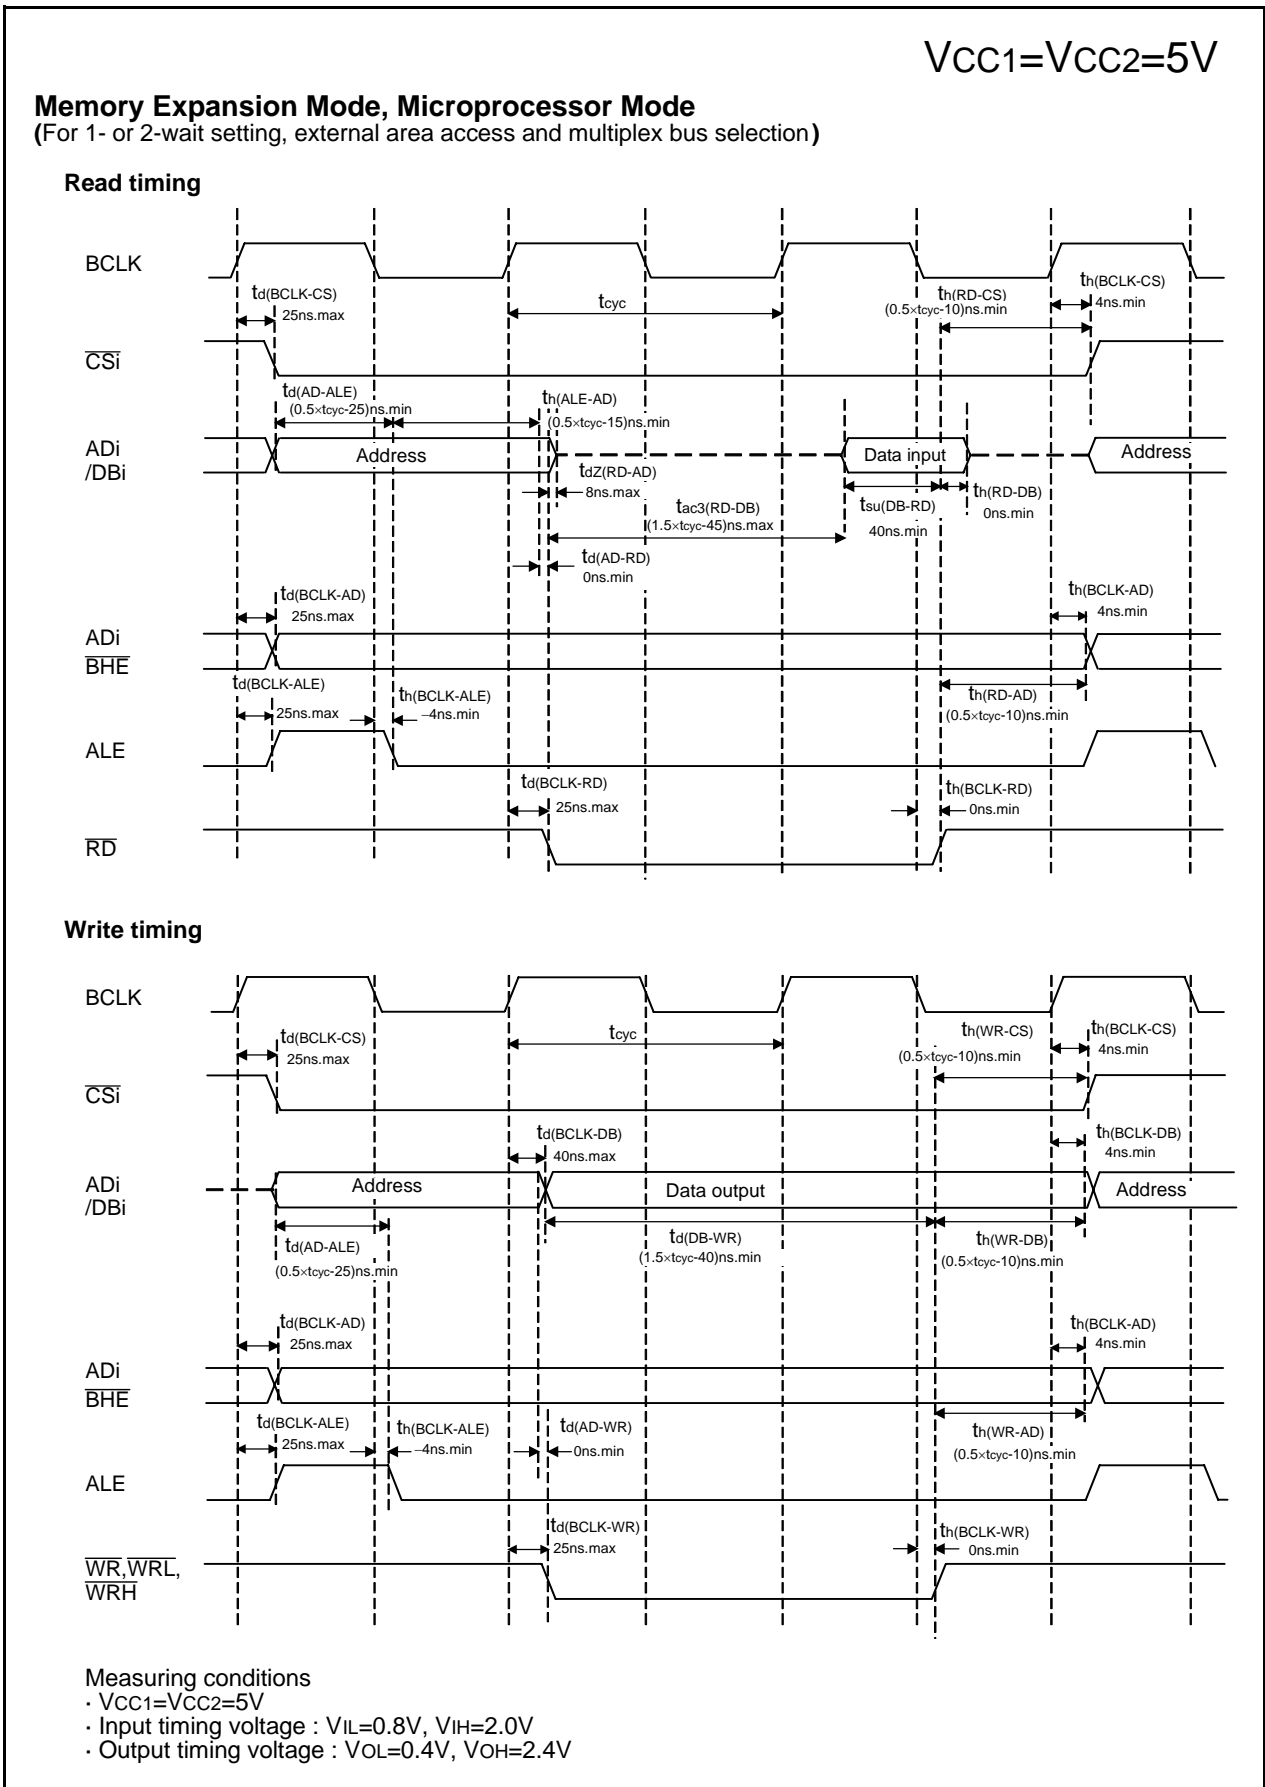 VCC1=VCC2=5V
Memory Expansion Mode, Microprocessor Mode
(For 1- or 2-wait setting, external area access and multiplex bus selection)
Read timing
BCLK
td(BCLK-CS)
25ns.max
tcyc
th(RD-CS)
(0.5×tcyc-10)ns.min
th(BCLK-CS)
4ns.min
CSi
td(AD-ALE)
(0.5×tcyc-25)ns.min
th(ALE-AD)
(0.5×tcyc-15)ns.min
ADi
/DBi
Address
Data input
Address
tdZ(RD-AD)
8ns.max
tac3(RD-DB)
(1.5×tcyc-45)ns.max
tsu(DB-RD)
40ns.min
th(RD-DB)
0ns.min
td(AD-RD)
0ns.min
td(BCLK-AD)
25ns.max
th(BCLK-AD)
4ns.min
ADi
BHE
td(BCLK-ALE)
25ns.max
th(BCLK-ALE)
−4ns.min
th(RD-AD)
(0.5×tcyc-10)ns.min
ALE
td(BCLK-RD)
25ns.max
th(BCLK-RD)
0ns.min
RD
Write timing
BCLK
td(BCLK-CS)
25ns.max
tcyc
th(WR-CS)
(0.5×tcyc-10)ns.min
th(BCLK-CS)
4ns.min
CSi
td(BCLK-DB)
40ns.max
th(BCLK-DB)
4ns.min
ADi
/DBi
Address
Data output
Address
td(AD-ALE)
(0.5×tcyc-25)ns.min
td(DB-WR)
(1.5×tcyc-40)ns.min
th(WR-DB)
(0.5×tcyc-10)ns.min
td(BCLK-AD)
25ns.max
th(BCLK-AD)
4ns.min
ADi
BHE
td(BCLK-ALE)
25ns.max
th(BCLK-ALE)
−4ns.min
td(AD-WR)
0ns.min
th(WR-AD)
(0.5×tcyc-10)ns.min
ALE
td(BCLK-WR)
25ns.max
th(BCLK-WR)
0ns.min
WR,WRL,
WRH
Measuring conditions
· VCC1=VCC2=5V
· Input timing voltage : VIL=0.8V, VIH=2.0V
· Output timing voltage : VOL=0.4V, VOH=2.4V